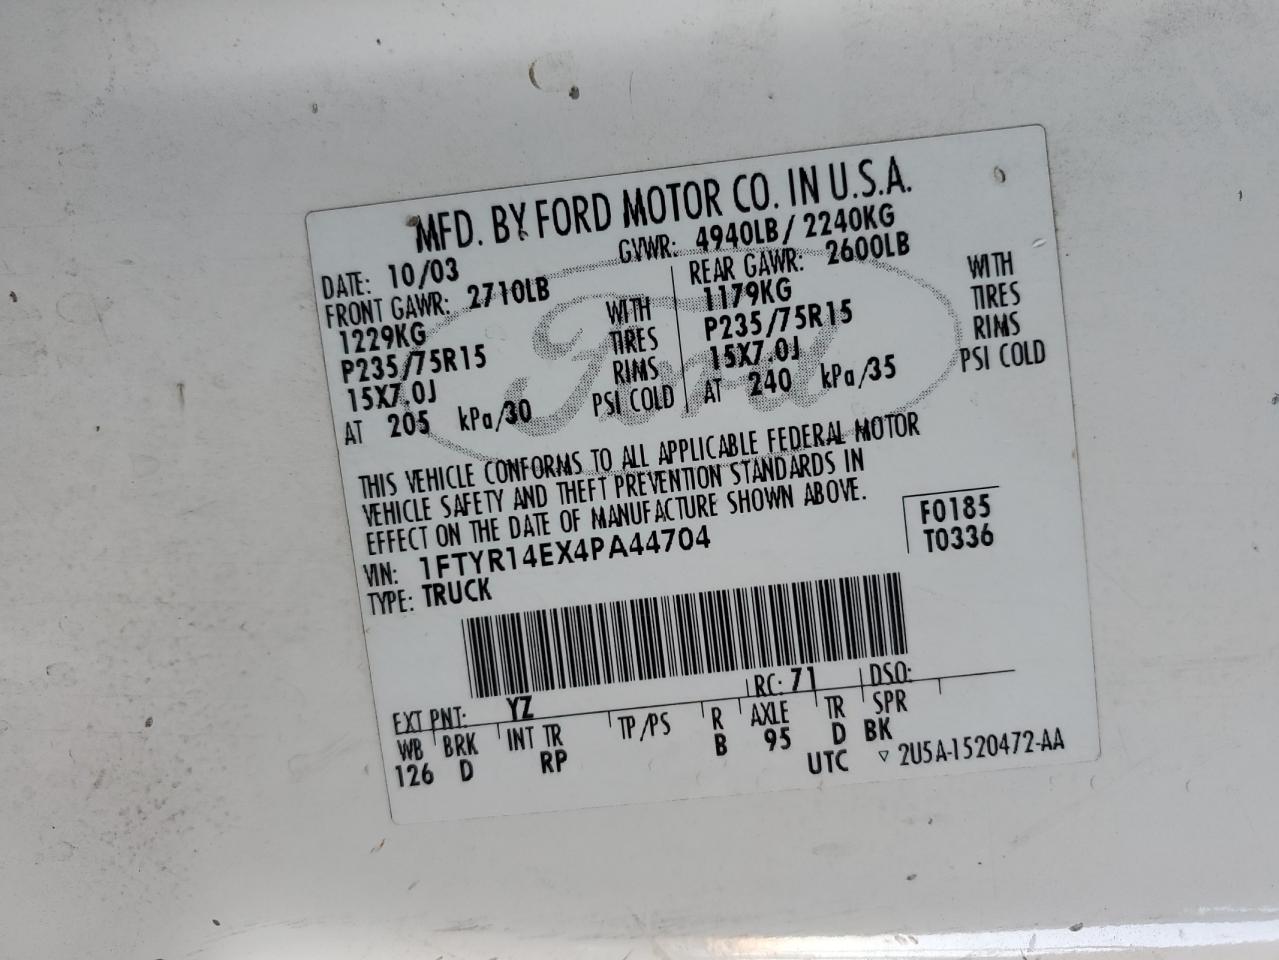 MFD. BY FORD MOTOR CO. IN U.S.A.
DATE: 10/03 GVWR: 4940LB/2240KG
FRONT GAWR: 2710LB REAR GAWR: 2600LB
1229KG WITH 1179KG WITH
P235/75R15 TIRES P235/75R15 TIRES
15X7.0J RIMS 15X7.0J RIMS
AT 205 kPa/30 PSI COLD AT 240 kPa/35 PSI COLD
Ford
THIS VEHICLE CONFORMS TO ALL APPLICABLE FEDERAL MOTOR
VEHICLE SAFETY AND THEFT PREVENTION STANDARDS IN
EFFECT ON THE DATE OF MANUFACTURE SHOWN ABOVE.
VIN: 1FTYR14EX4PA44704 F0185
TYPE: TRUCK T0336
EXT PNT: YZ RC: 71 DSO:
WB BRK INT TR TP/PS R AXLE TR SPR
126 D RP B 95 D BK
UTC ▽ 2U5A-1520472-AA